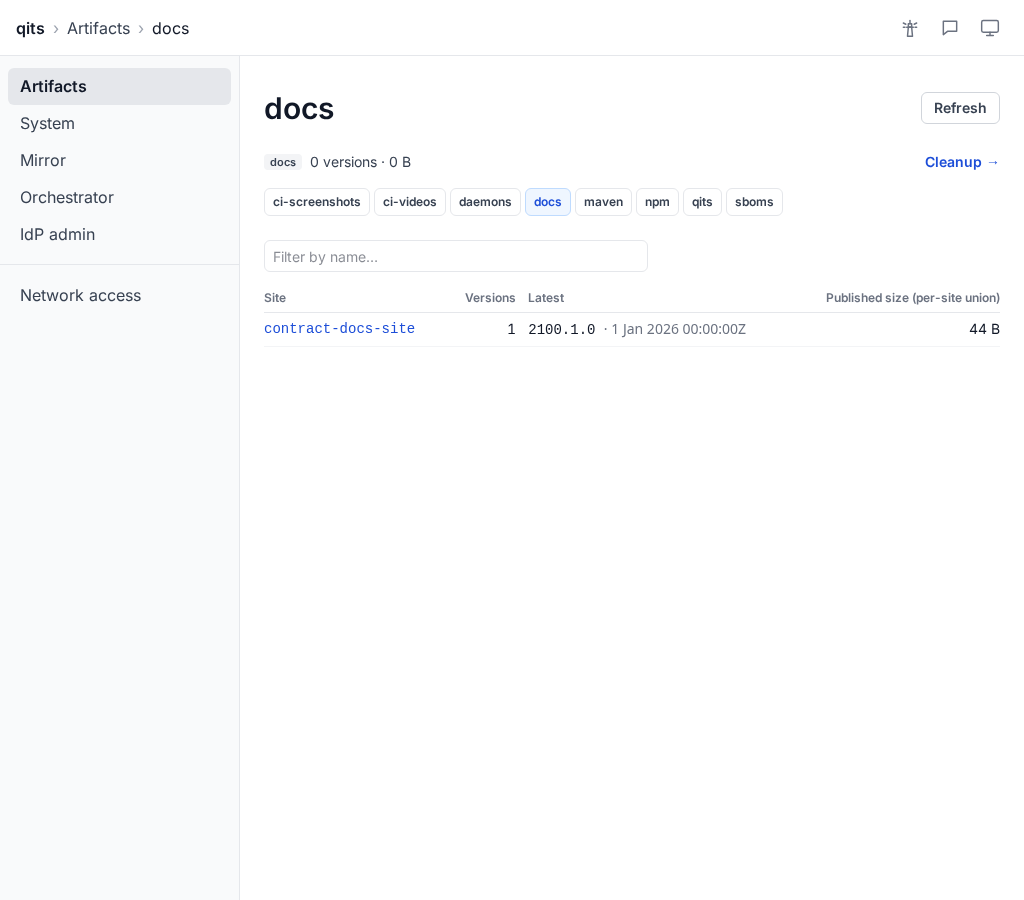 qits › Artifacts › docs
Artifacts
System
Mirror
Orchestrator
IdP admin
Network access
docs
Refresh
docs 0 versions · 0 B
Cleanup →
ci-screenshots ci-videos daemons docs maven npm qits sboms
Filter by name...
Site Versions Latest Published size (per-site union)
contract-docs-site 1 2100.1.0 · 1 Jan 2026 00:00:00Z 44 B